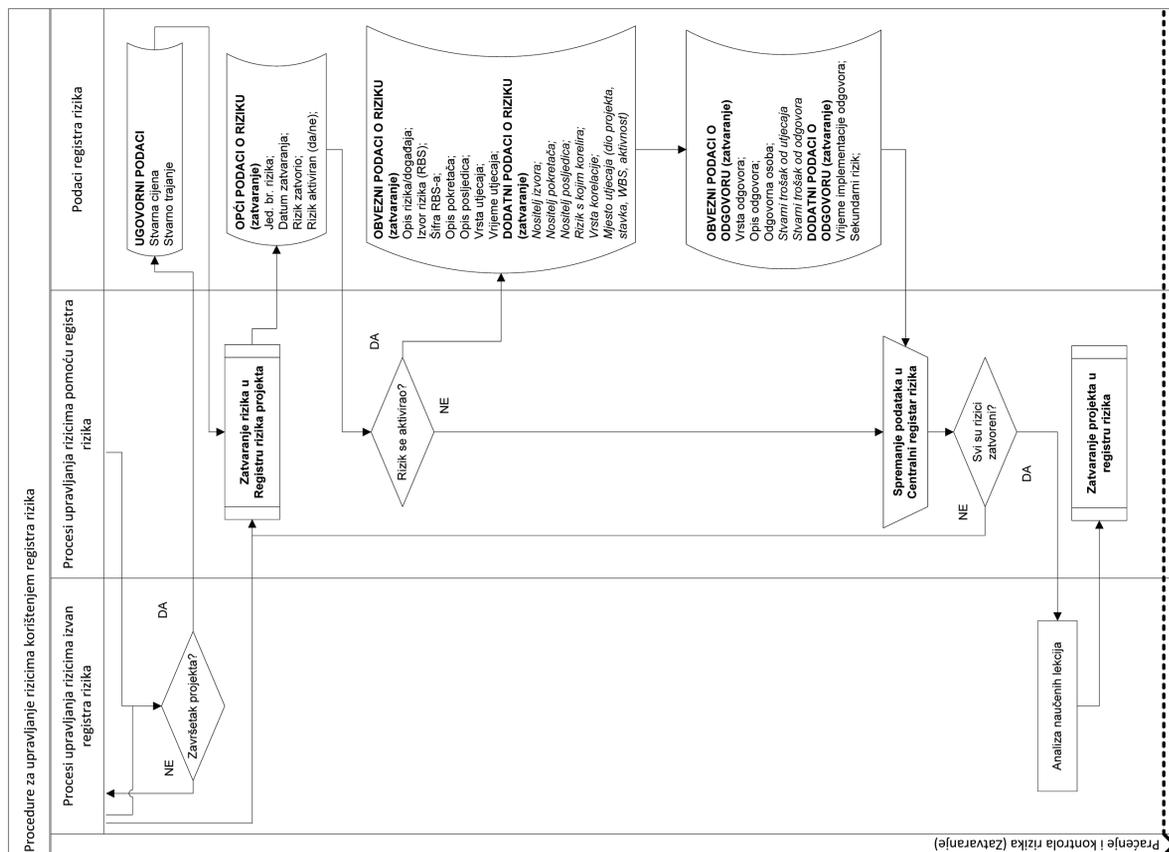 Procedure za upravljanje rizicima korištenjem registra rizika
Procesi upravljanja rizicima izvan
registra rizika
Procesi upravljanja rizicima pomoću registra
rizika
Podaci registra rizika
Praćenje i kontrola rizika (Zatvaranje)
Završetak projekta?
NE
DA
UGOVORNI PODACI
Stvarna cijena
Stvarno trajanje
Zatvaranje rizika u
Registru rizika projekta
OPĆI PODACI O RIZIKU
(zatvaranje)
Jed. br. rizika;
Datum zatvaranja;
Rizik zatvorio;
Rizik aktiviran (da/ne);
Rizik se aktivirao?
DA
NE
OBVEZNI PODACI O RIZIKU
(zatvaranje)
Opis rizika/događaja;
Izvor rizika (RBS);
Šifra RBS-a;
Opis pokretača;
Opis posljedica;
Vrsta utjecaja;
Vrijeme utjecaja;
DODATNI PODACI O RIZIKU
(zatvaranje)
Nositelj izvora;
Nositelj pokretača;
Nositelj posljedica;
Rizik s kojim korelira;
Vrsta korelacije;
Mjesto utjecaja (dio projekta,
stavka, WBS, aktivnost)
OBVEZNI PODACI O
ODGOVORU (zatvaranje)
Vrsta odgovora;
Opis odgovora;
Odgovorna osoba;
Stvarni trošak od utjecaja
Stvarni trošak od odgovora
DODATNI PODACI O
ODGOVORU (zatvaranje)
Vrijeme implementacije odgovora;
Sekundarni rizik;
Spremanje podataka u
Centralni registar rizika
Svi su rizici
zatvoreni?
NE
DA
Analiza naučenih lekcija
Zatvaranje projekta u
registru rizika